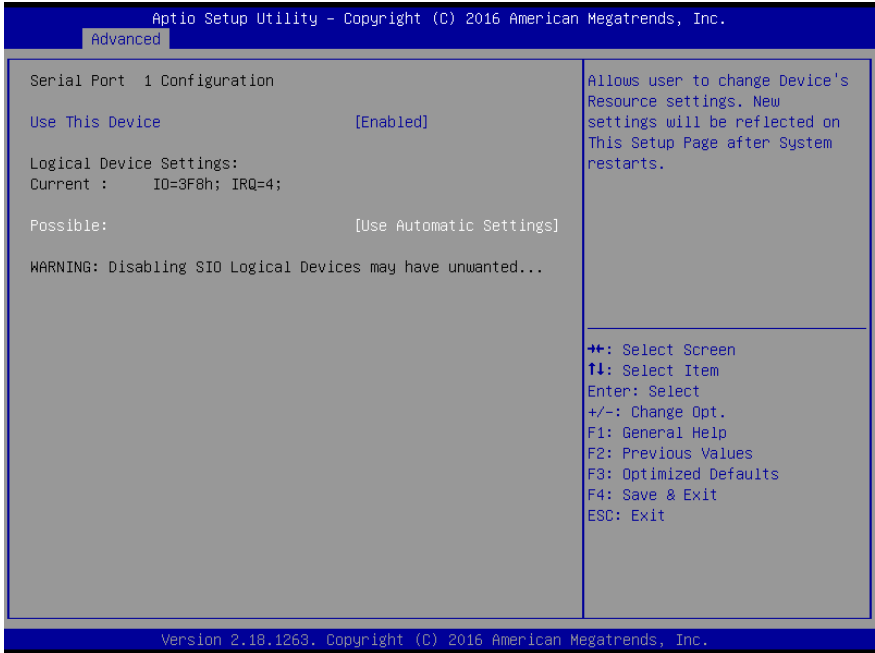 Aptio Setup Utility – Copyright (C) 2016 American Megatrends, Inc.
Advanced
Serial Port  1 Configuration
Use This Device [Enabled]
Logical Device Settings:
Current :  IO=3F8h; IRQ=4;
Possible: [Use Automatic Settings]
WARNING: Disabling SIO Logical Devices may have unwanted...
Allows user to change Device's
Resource settings. New
settings will be reflected on
This Setup Page after System
restarts.
→←: Select Screen
↑↓: Select Item
Enter: Select
+/-: Change Opt.
F1: General Help
F2: Previous Values
F3: Optimized Defaults
F4: Save & Exit
ESC: Exit
Version 2.18.1263. Copyright (C) 2016 American Megatrends, Inc.